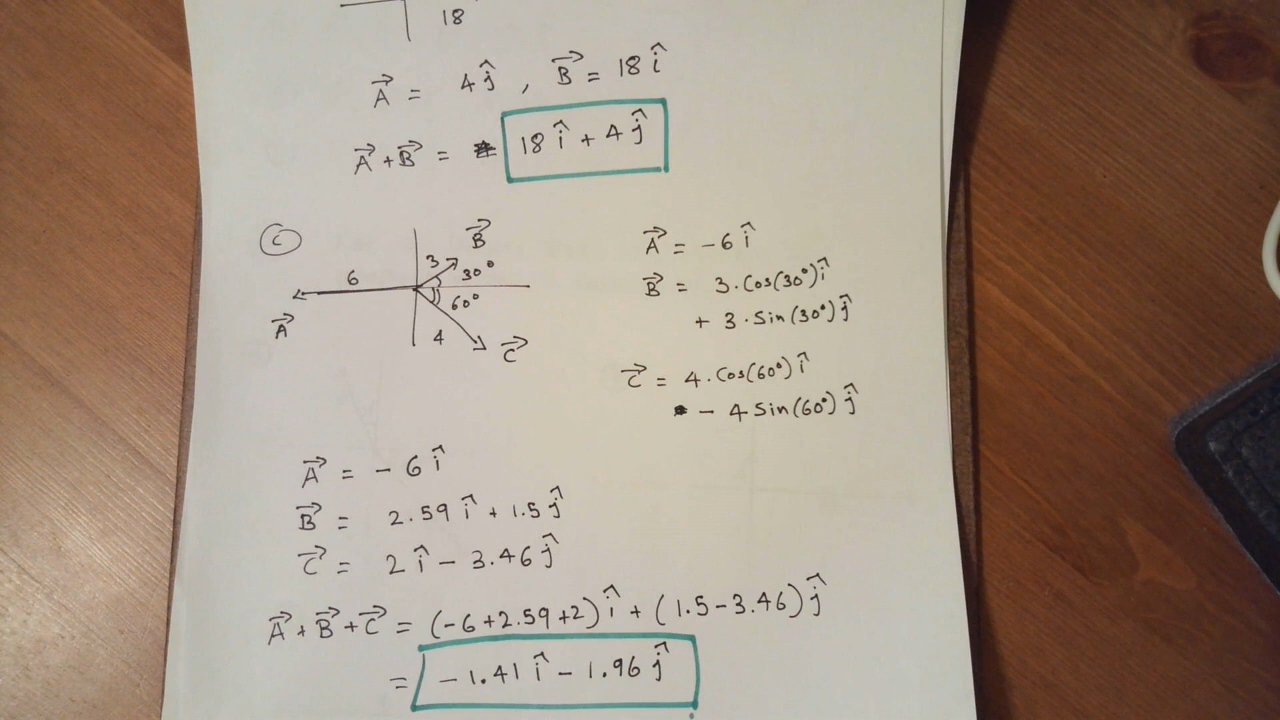 18
A⃗ = 4ĵ , B⃗ = 18î
A⃗ + B⃗ = 18î + 4ĵ
c
B⃗
6
3
30°
60°
A⃗
4
C⃗
A⃗ = -6î
B⃗ = 3.Cos(30°)î
+ 3.Sin(30°)ĵ
C⃗ = 4.Cos(60°)î
- 4Sin(60°)ĵ
A⃗ = -6î
B⃗ = 2.59î + 1.5ĵ
C⃗ = 2î - 3.46ĵ
A⃗ + B⃗ + C⃗ = (-6+2.59+2)î + (1.5-3.46)ĵ
= -1.41î - 1.96ĵ